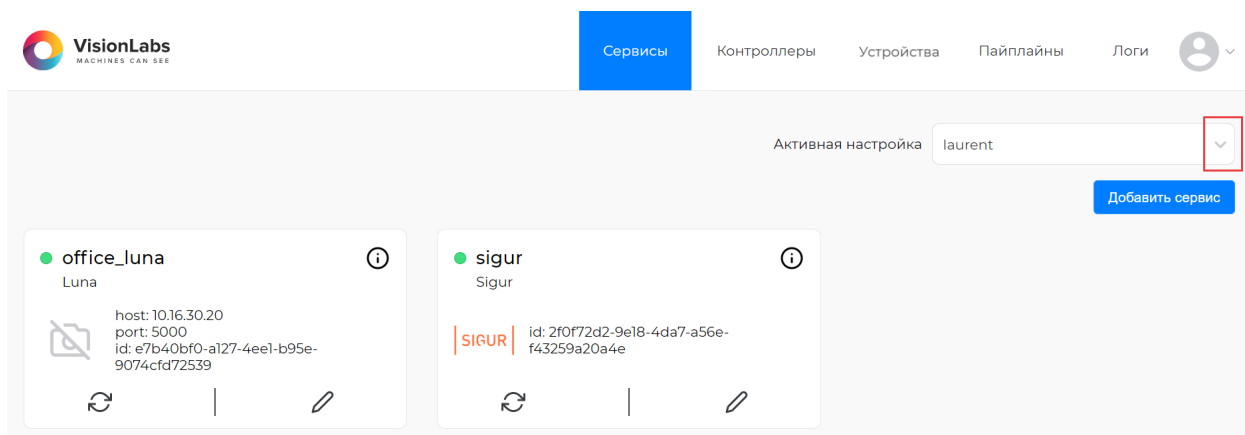 VisionLabs
MACHINES CAN SEE
Сервисы
Контроллеры
Устройства
Пайплайны
Логи
Активная настройка
laurent
Добавить сервис
office_luna
Luna
host: 10.16.30.20
port: 5000
id: e7b40bf0-a127-4ee1-b95e-
9074cfd72539
sigur
Sigur
SIGUR
id: 2f0f72d2-9e18-4da7-a56e-
f43259a20a4e